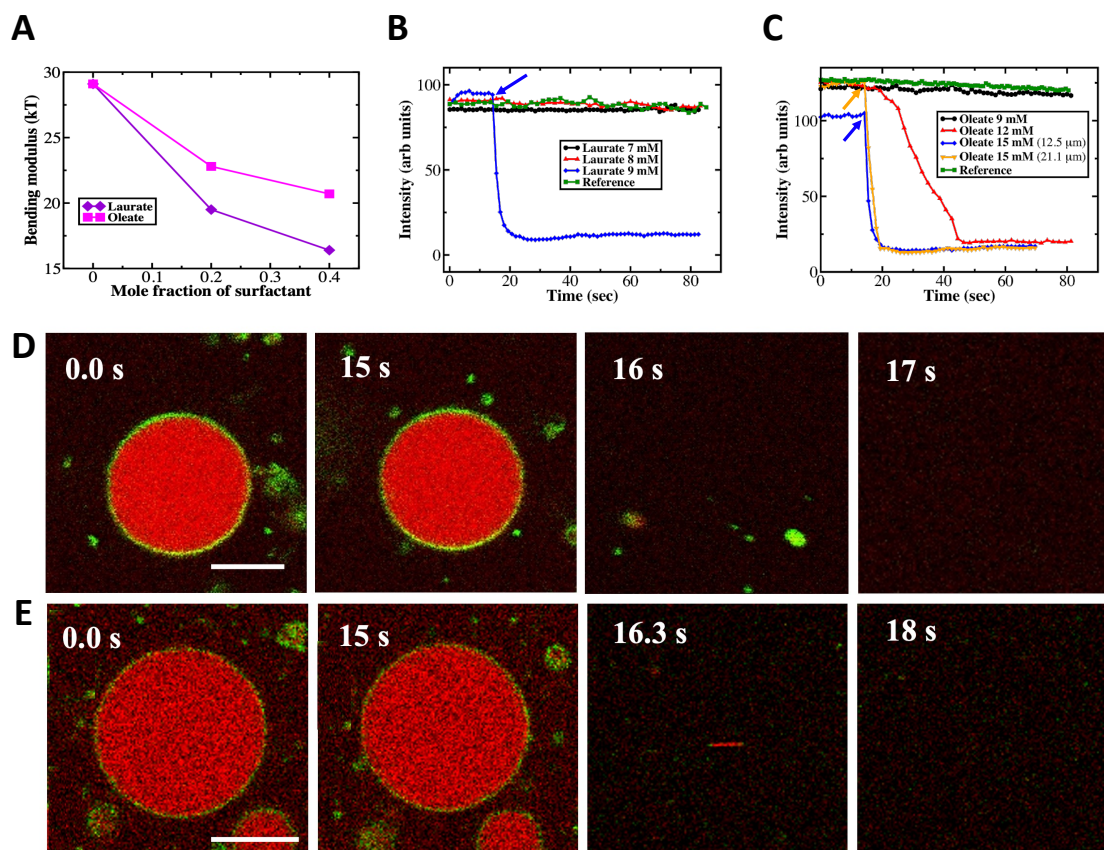 A
B
C
30
25
20
15
Bending modulus (kT)
Laurate
Oleate
0
0.1
0.2
0.3
0.4
Mole fraction of surfactant
100
50
0
Intensity (arb units)
Laurate 7 mM
Laurate 8 mM
Laurate 9 mM
Reference
0
20
40
60
80
Time (sec)
100
50
0
Intensity (arb units)
Oleate 9 mM
Oleate 12 mM
Oleate 15 mM (12.5 µm)
Oleate 15 mM (21.1 µm)
Reference
0
20
40
60
80
Time (sec)
D
0.0 s
15 s
16 s
17 s
E
0.0 s
15 s
16.3 s
18 s